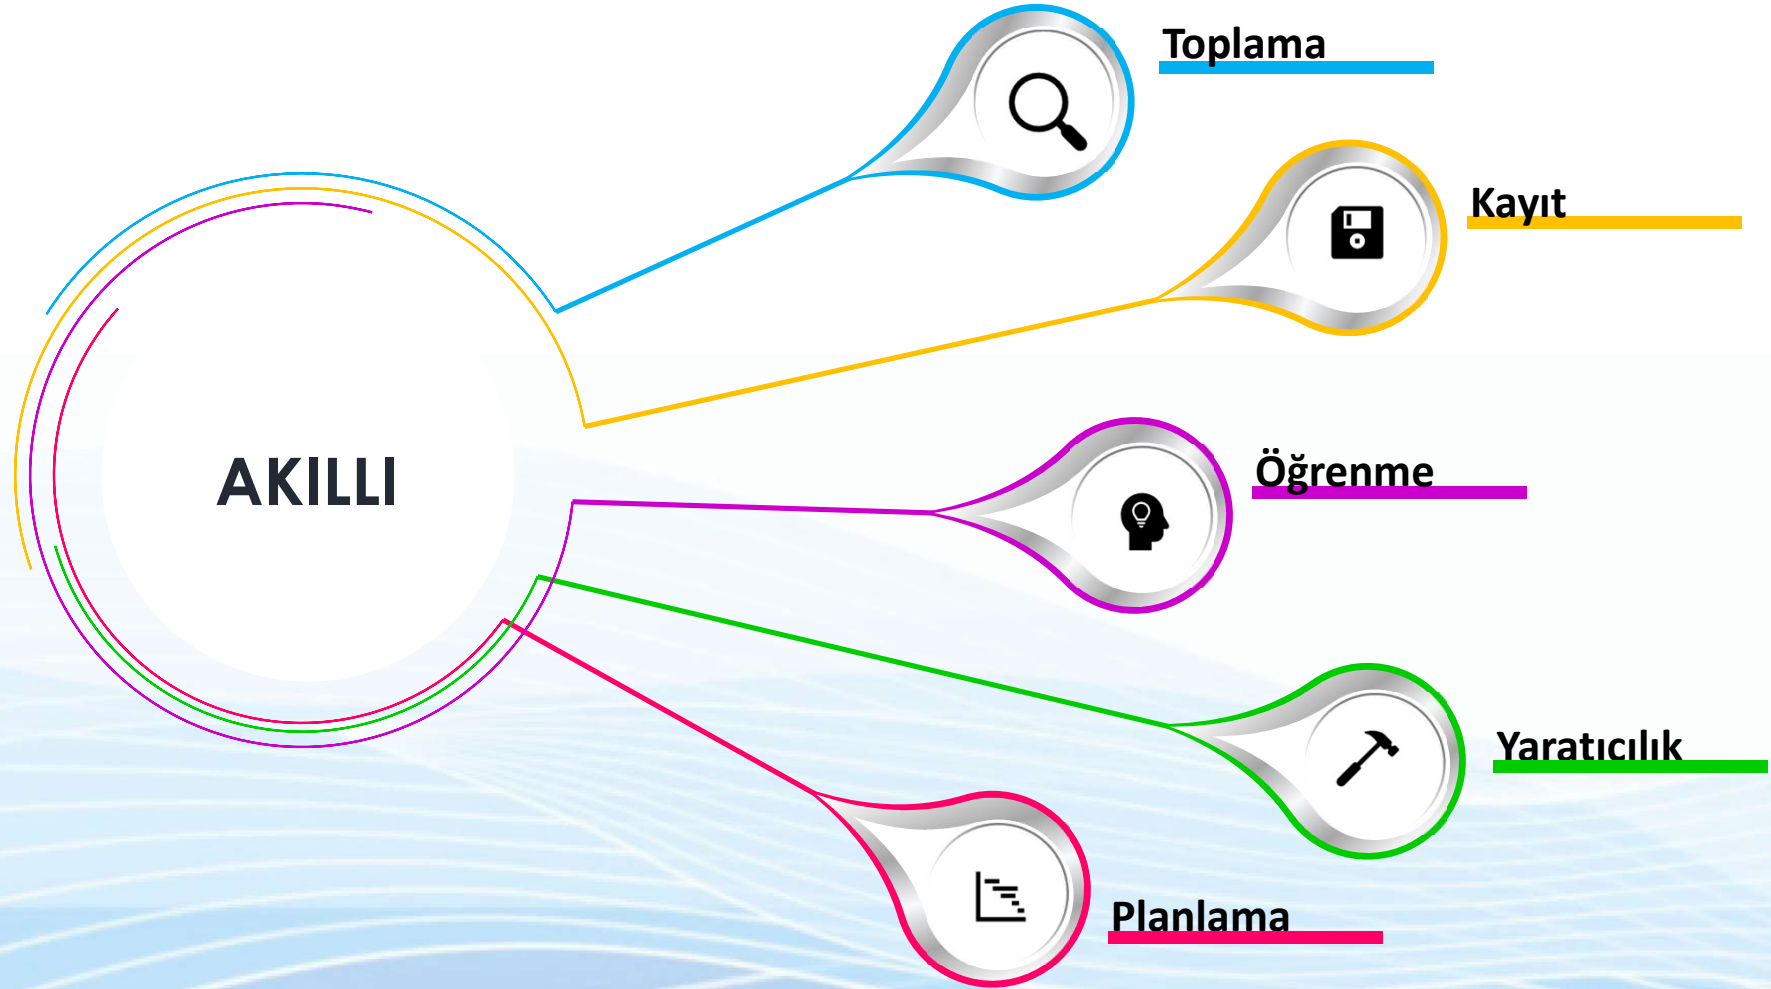 Toplama
Kayıt
AKILLI
Öğrenme
Yaratıcılık
Planlama